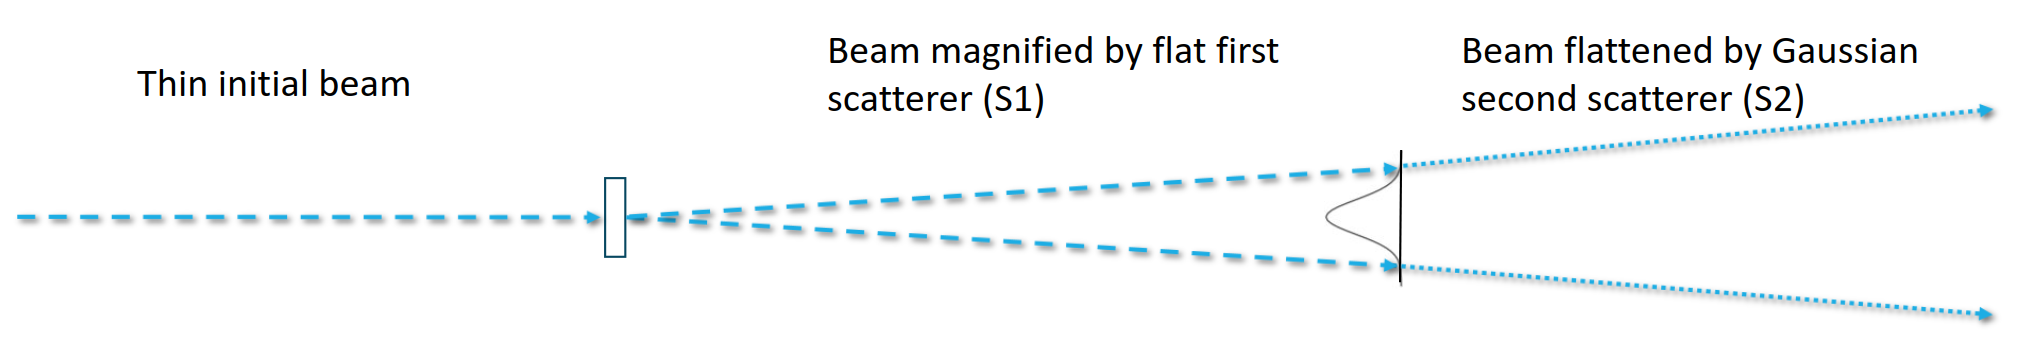 Thin initial beam
Beam magnified by flat first
scatterer (S1)
Beam flattened by Gaussian
second scatterer (S2)